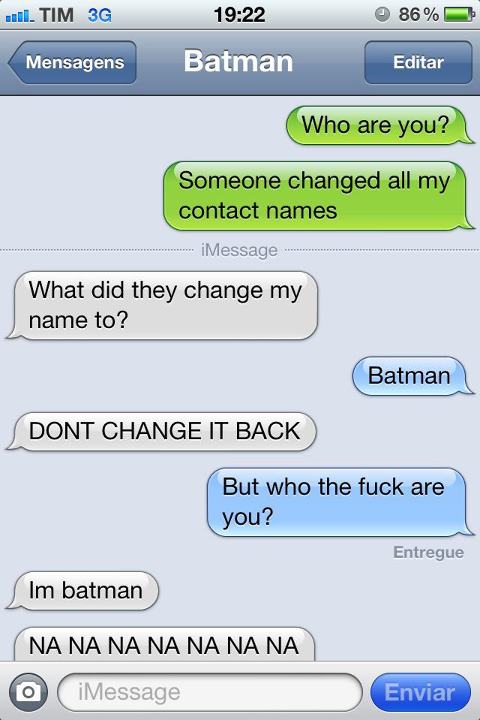 TIM 3G 19:22 86%
Mensagens Batman Editar
Who are you?
Someone changed all my
contact names
iMessage
What did they change my
name to?
Batman
DONT CHANGE IT BACK
But who the fuck are
you?
Entregue
Im batman
NA NA NA NA NA NA NA
iMessage Enviar